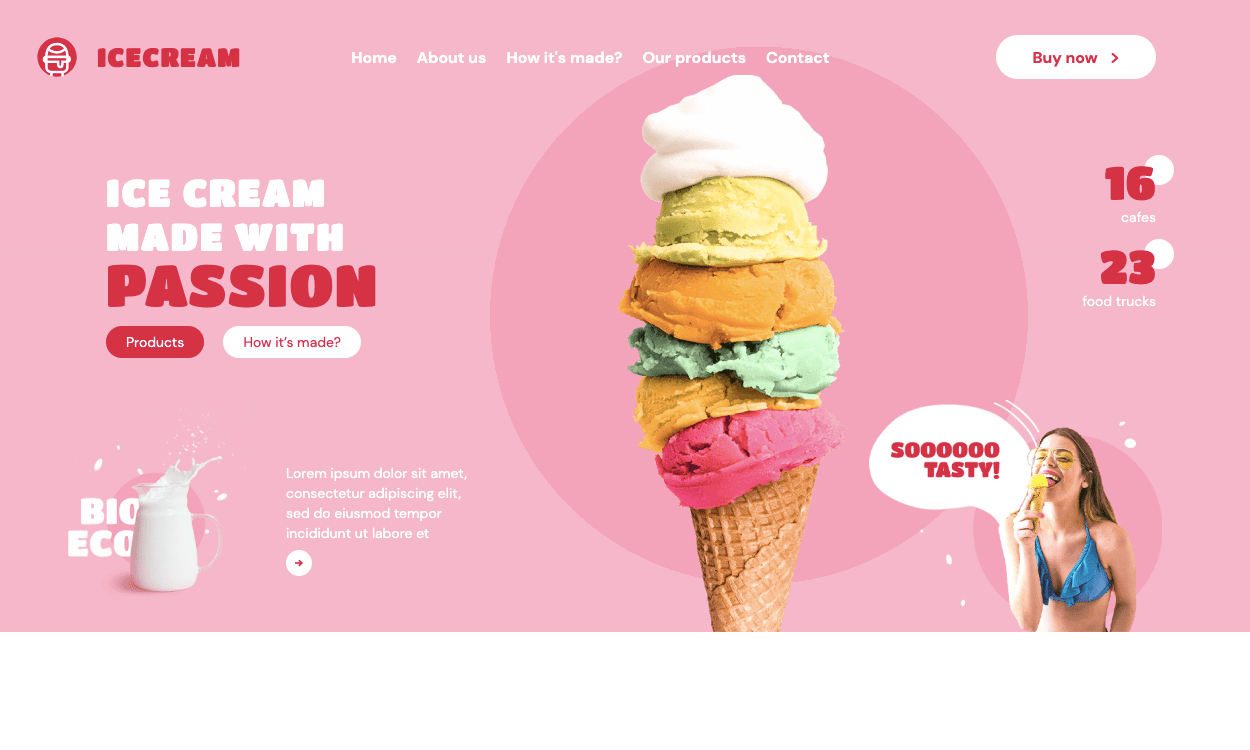 ICECREAM
Home About us How it's made? Our products Contact
Buy now
ICE CREAM
MADE WITH
PASSION
Products
How it's made?
16
cafes
23
food trucks
BIO
ECO
Lorem ipsum dolor sit amet,
consectetur adipiscing elit,
sed do eiusmod tempor
incididunt ut labore et
SOOOOOO
TASTY!